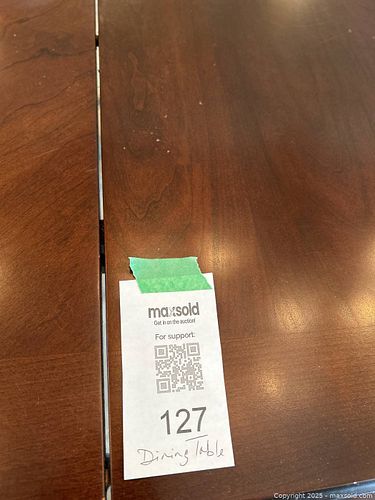 maxsold
Get in on the auction!
For support:
127
Dining Table
Copyright © 2025 - maxsold.com